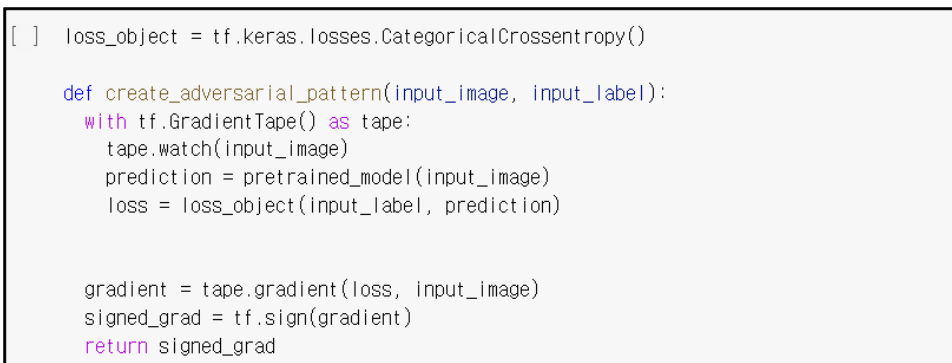 [ ] loss_object = tf.keras.losses.CategoricalCrossentropy()
def create_adversarial_pattern(input_image, input_label):
with tf.GradientTape() as tape:
tape.watch(input_image)
prediction = pretrained_model(input_image)
loss = loss_object(input_label, prediction)
gradient = tape.gradient(loss, input_image)
signed_grad = tf.sign(gradient)
return signed_grad